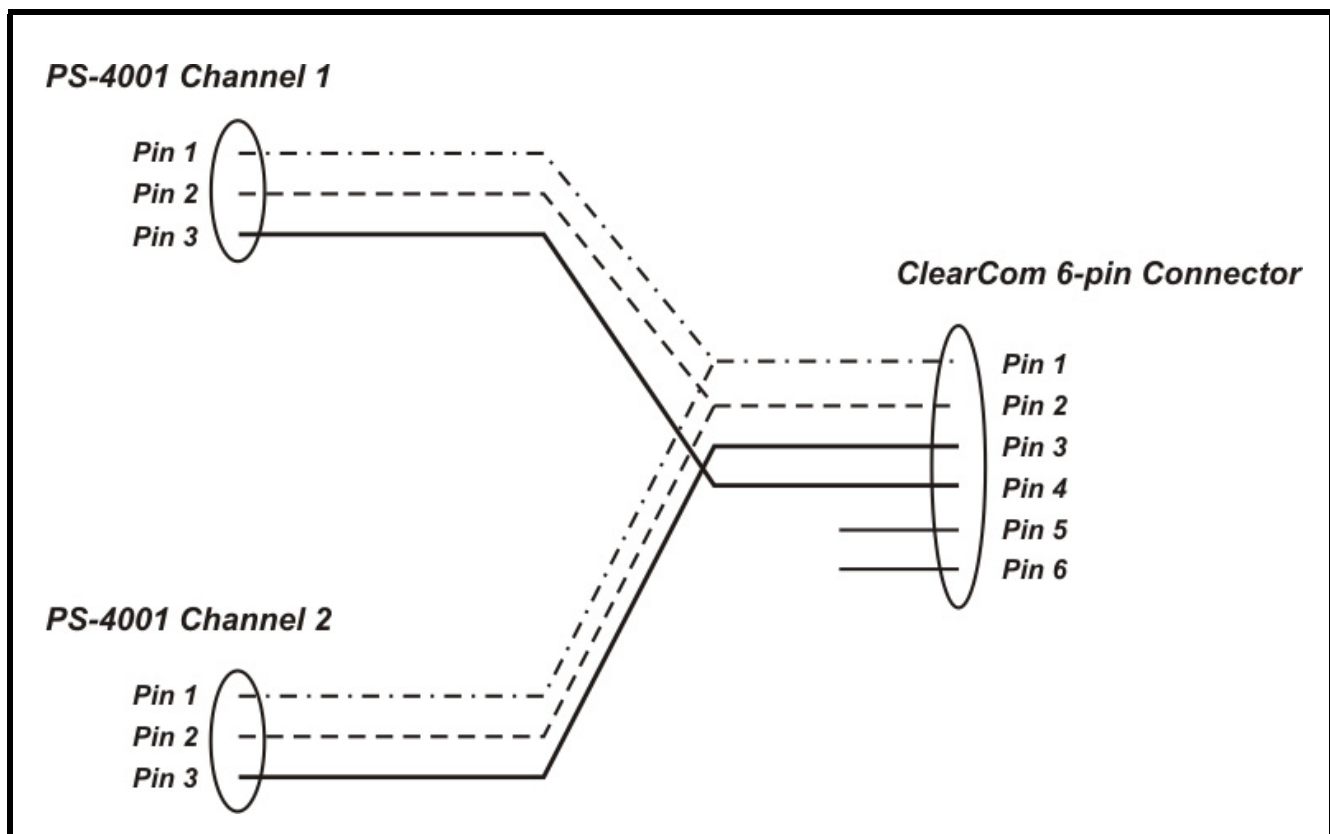 PS-4001 Channel 1
Pin 1
Pin 2
Pin 3
ClearCom 6-pin Connector
Pin 1
Pin 2
Pin 3
Pin 4
Pin 5
Pin 6
PS-4001 Channel 2
Pin 1
Pin 2
Pin 3